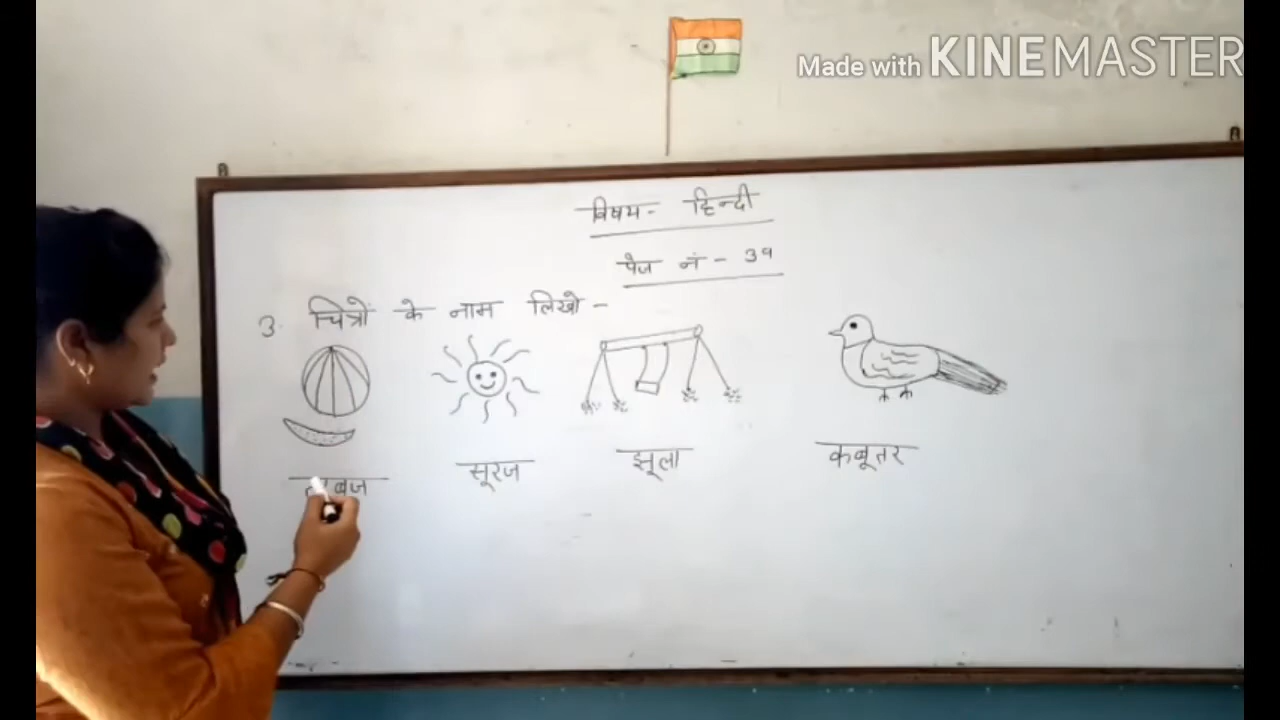 Made with KINEMASTER
विषय - हिन्दी
पेज नं - 39
3. चित्रों के नाम लिखो -
सूरज झूला कबूतर